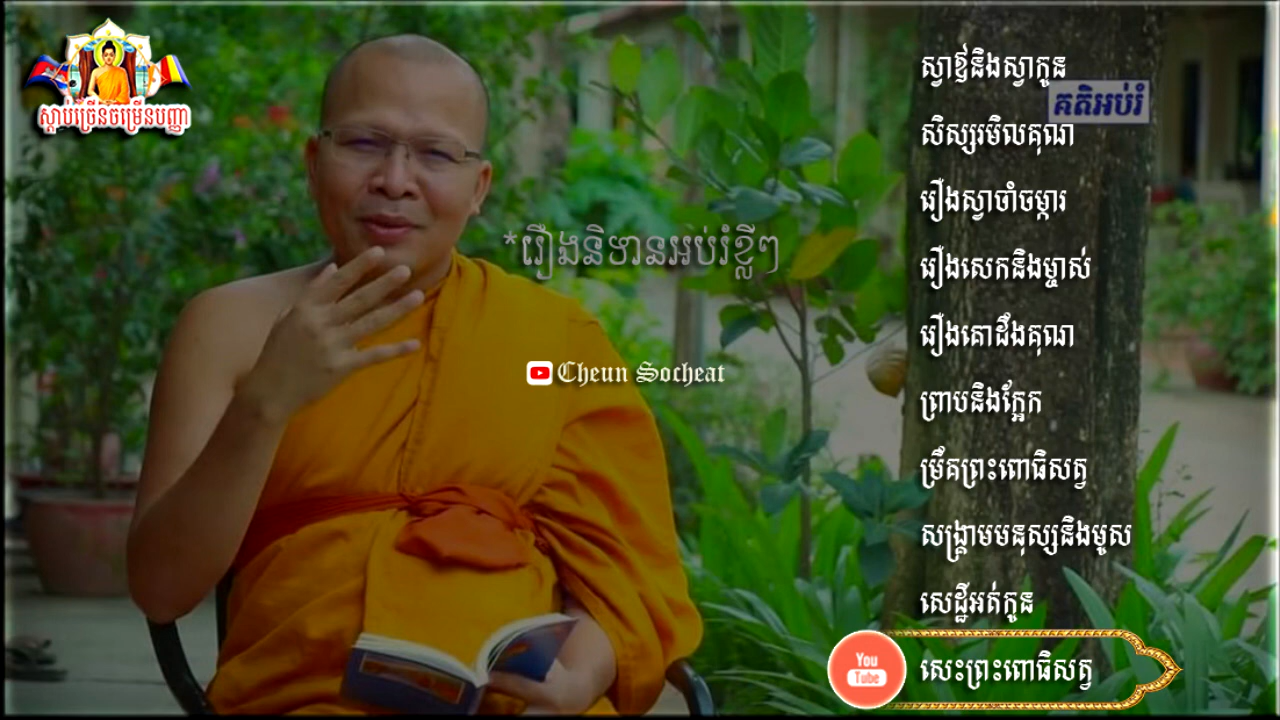 ស្តាប់ច្រើនចម្រើនបញ្ញា
*រឿងនិទានអប់រំខ្លីៗ
Cheun Socheat
ស្វាឪនិងស្វាកូន
គតិអប់រំ
សិស្សរមិលគុណ
រឿងស្វាចាំចម្ការ
រឿងសេកនិងម្ចាស់
រឿងគោដឹងគុណ
ព្រាបនិងក្អែក
ម្រឹគព្រះពោធិសត្វ
សង្គ្រាមមនុស្សនិងមូស
សេដ្ឋីអត់កូន
You
Tube
សេះព្រះពោធិសត្វ